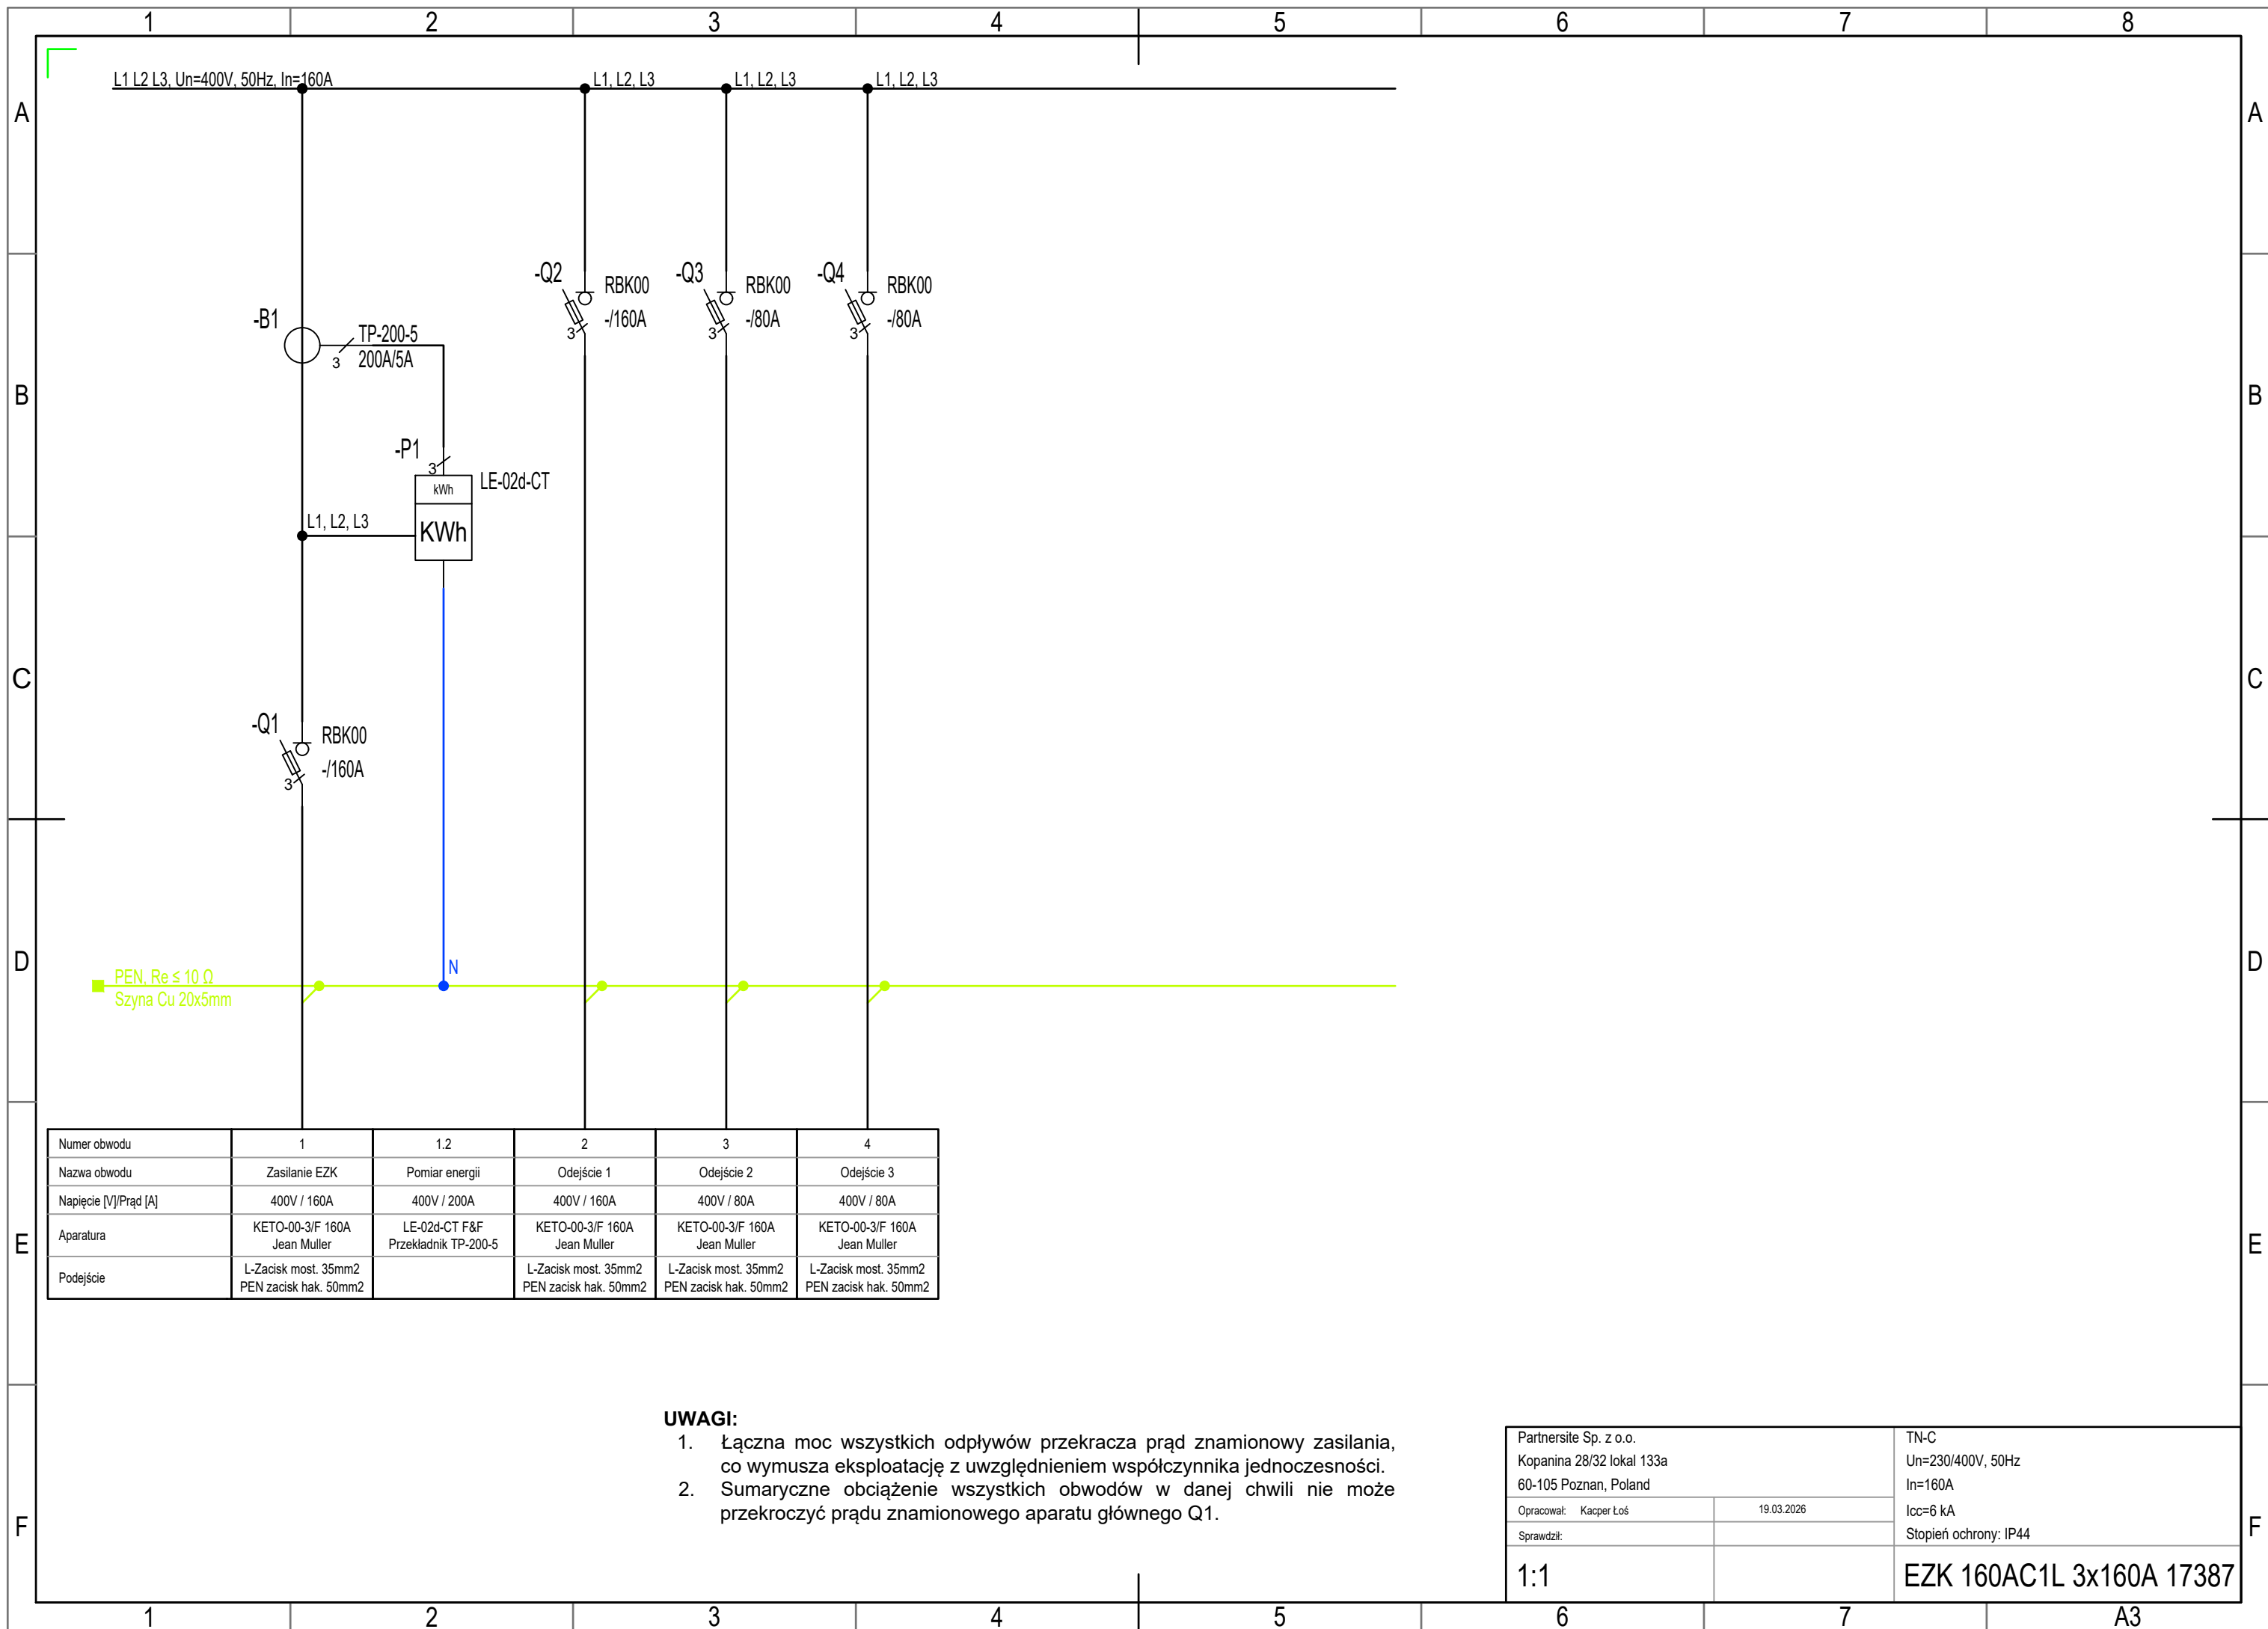 1 2 3 4 5 6 7 8
A A
L1 L2 L3, Un=400V, 50Hz, In=160A L1, L2, L3 L1, L2, L3 L1, L2, L3
-Q2 RBK00 -/160A 3
-Q3 RBK00 -/80A 3
-Q4 RBK00 -/80A 3
-B1 3 TP-200-5
200A/5A
B B
-P1 3
kWh LE-02d-CT
KWh
L1, L2, L3
C C
-Q1 RBK00
3 -/160A
D D
N
PEN, Re ≤ 10 Ω
Szyna Cu 20x5mm
Numer obwodu 1 1.2 2 3 4
Nazwa obwodu Zasilanie EZK Pomiar energii Odejście 1 Odejście 2 Odejście 3
Napięcie [V]/Prąd [A] 400V / 160A 400V / 200A 400V / 160A 400V / 80A 400V / 80A
Aparatura KETO-00-3/F 160A LE-02d-CT F&F KETO-00-3/F 160A KETO-00-3/F 160A KETO-00-3/F 160A
Jean Muller Przekładnik TP-200-5 Jean Muller Jean Muller Jean Muller
Podejście L-Zacisk most. 35mm2 L-Zacisk most. 35mm2 L-Zacisk most. 35mm2 L-Zacisk most. 35mm2
PEN zacisk hak. 50mm2 PEN zacisk hak. 50mm2 PEN zacisk hak. 50mm2 PEN zacisk hak. 50mm2
E E
UWAGI:
1. Łączna moc wszystkich odpływów przekracza prąd znamionowy zasilania,
co wymusza eksploatację z uwzględnieniem współczynnika jednoczesności.
2. Sumaryczne obciążenie wszystkich obwodów w danej chwili nie może
przekroczyć prądu znamionowego aparatu głównego Q1.
F F
Partnersite Sp. z o.o.
Kopanina 28/32 lokal 133a
60-105 Poznan, Poland
Opracował: Kacper Łoś 19.03.2026
Sprawdził:
1:1
TN-C
Un=230/400V, 50Hz
In=160A
Icc=6 kA
Stopień ochrony: IP44
EZK 160AC1L 3x160A 17387
1 2 3 4 5 6 7 A3